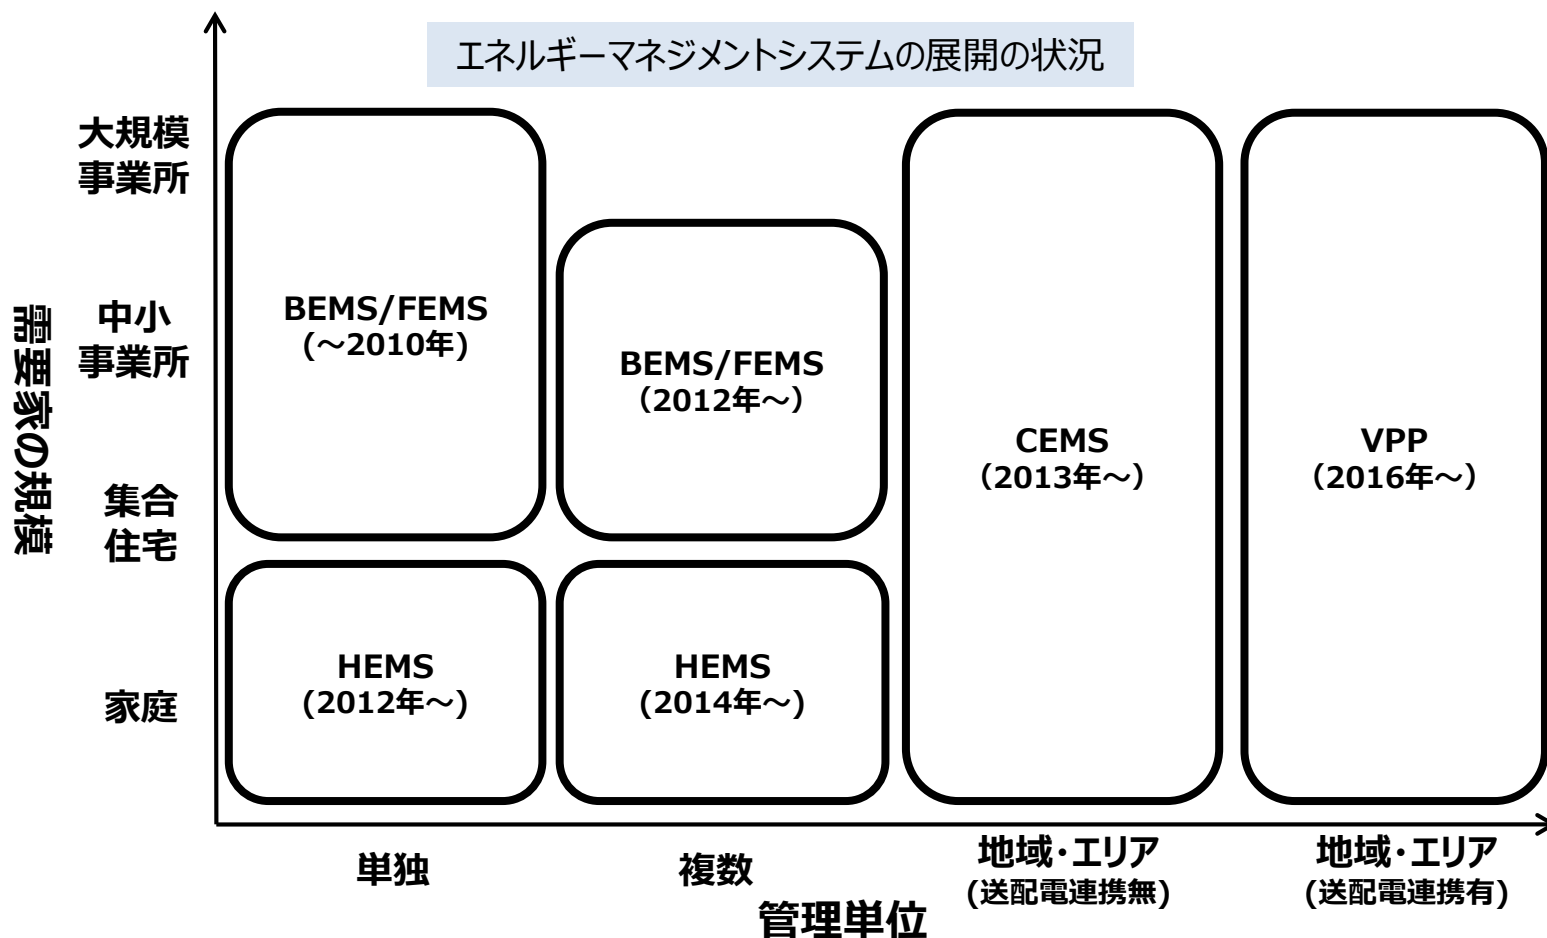 エネルギーマネジメントシステムの展開の状況
需要家の規模
大規模
事業所
中小
事業所
集合
住宅
家庭
BEMS/FEMS
(～2010年)
BEMS/FEMS
（2012年～）
HEMS
(2012年～)
HEMS
(2014年～)
CEMS
（2013年～）
VPP
（2016年～）
単独
複数
地域・エリア
(送配電連携無)
地域・エリア
(送配電連携有)
管理単位